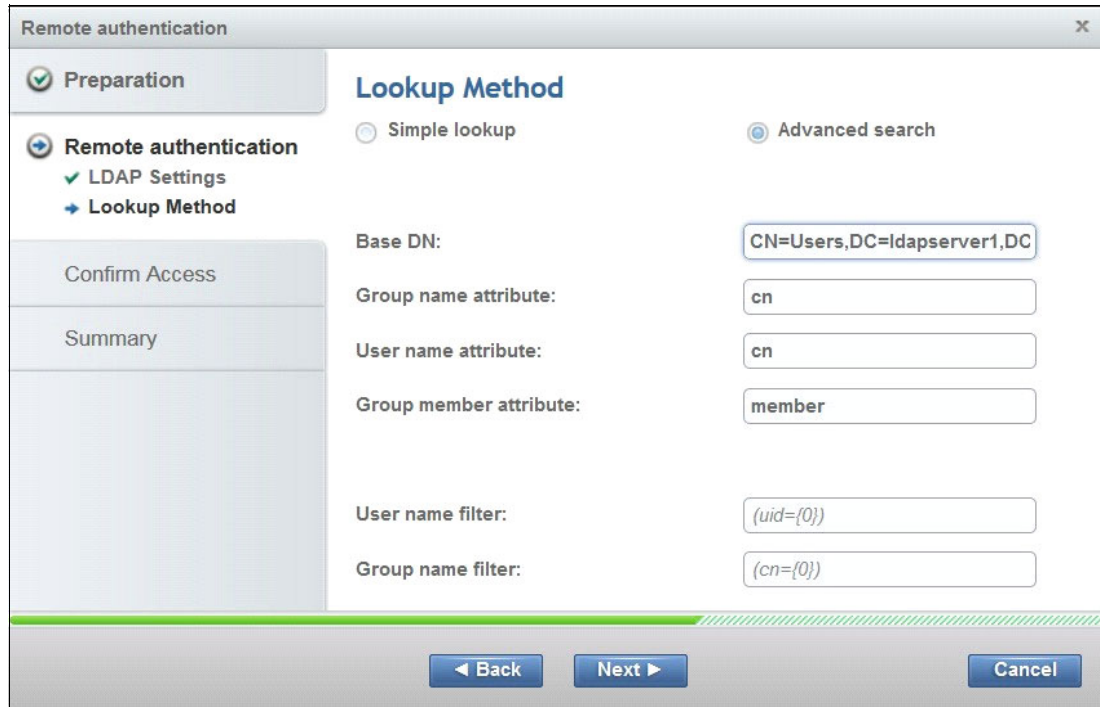 Remote authentication
x
Preparation
Remote authentication
LDAP Settings
Lookup Method
Confirm Access
Summary
Lookup Method
Simple lookup
Advanced search
Base DN: CN=Users,DC=ldapserver1,DC
Group name attribute: cn
User name attribute: cn
Group member attribute: member
User name filter: (uid={0})
Group name filter: (cn={0})
Back
Next
Cancel